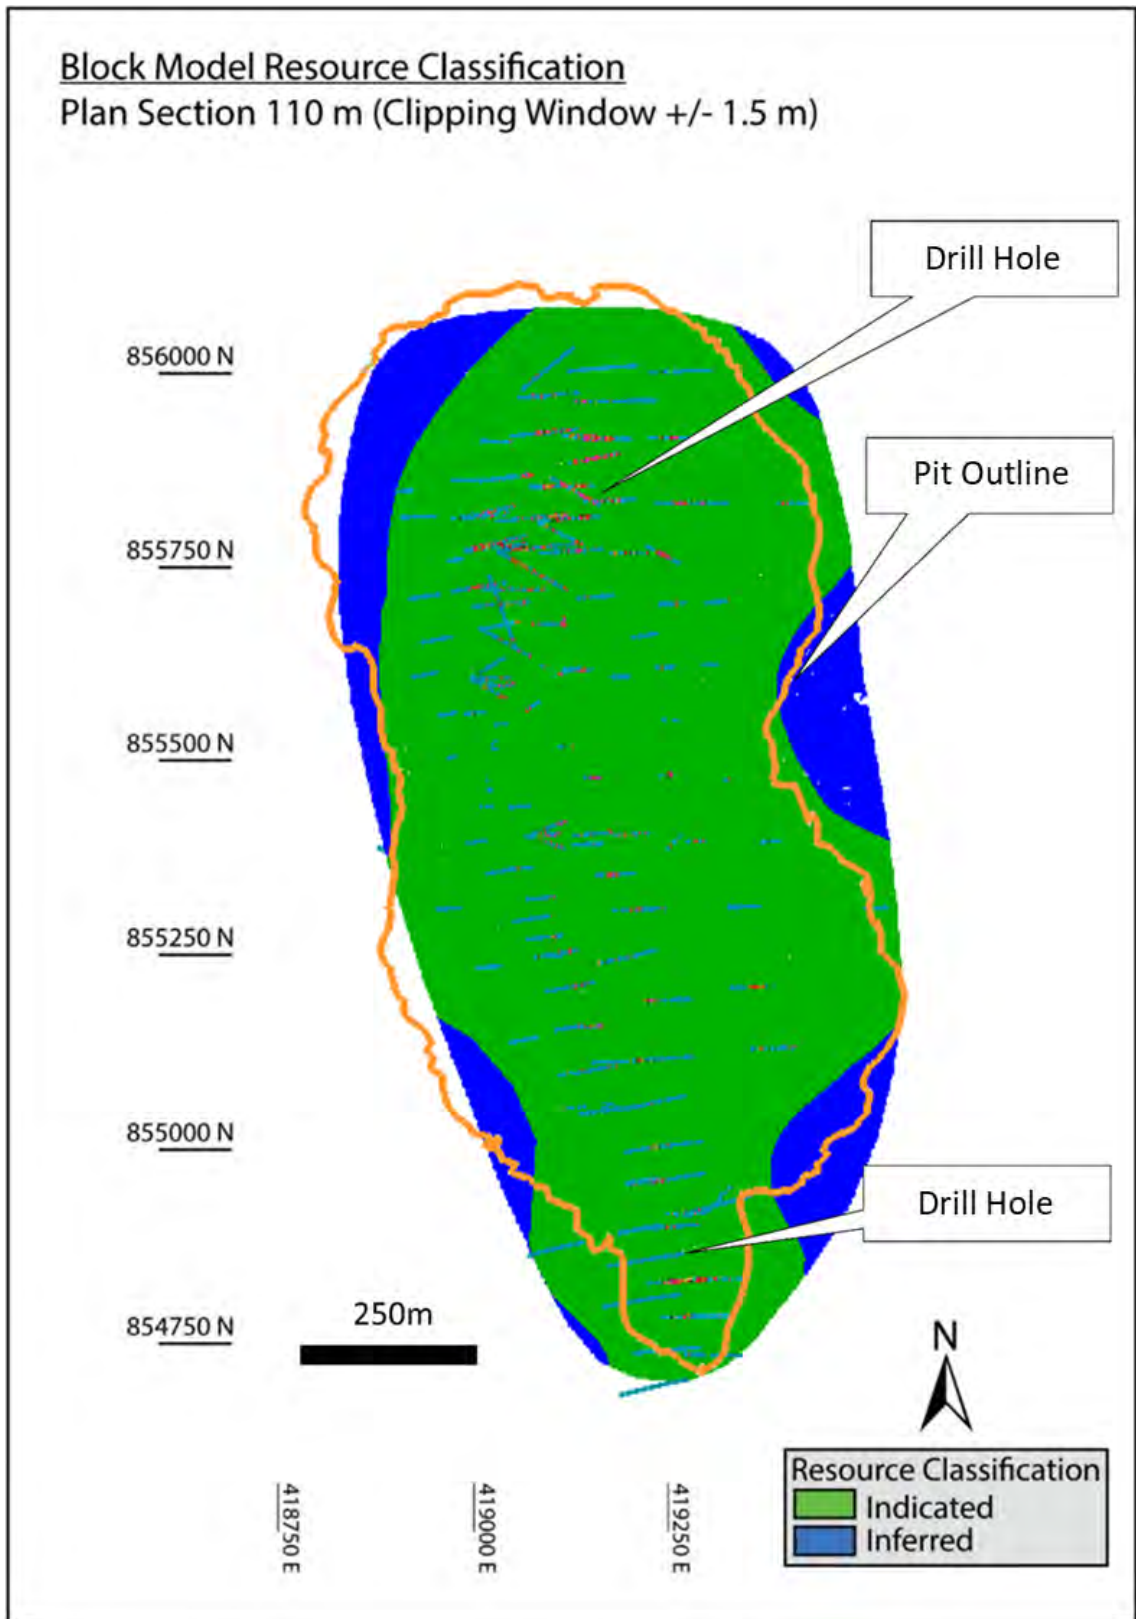 Block Model Resource Classification
Plan Section 110 m (Clipping Window +/- 1.5 m)
Drill Hole
856000 N
Pit Outline
855750 N
855500 N
855250 N
855000 N
Drill Hole
854750 N
250m
N
418750 E
419000 E
419250 E
Resource Classification
Indicated
Inferred